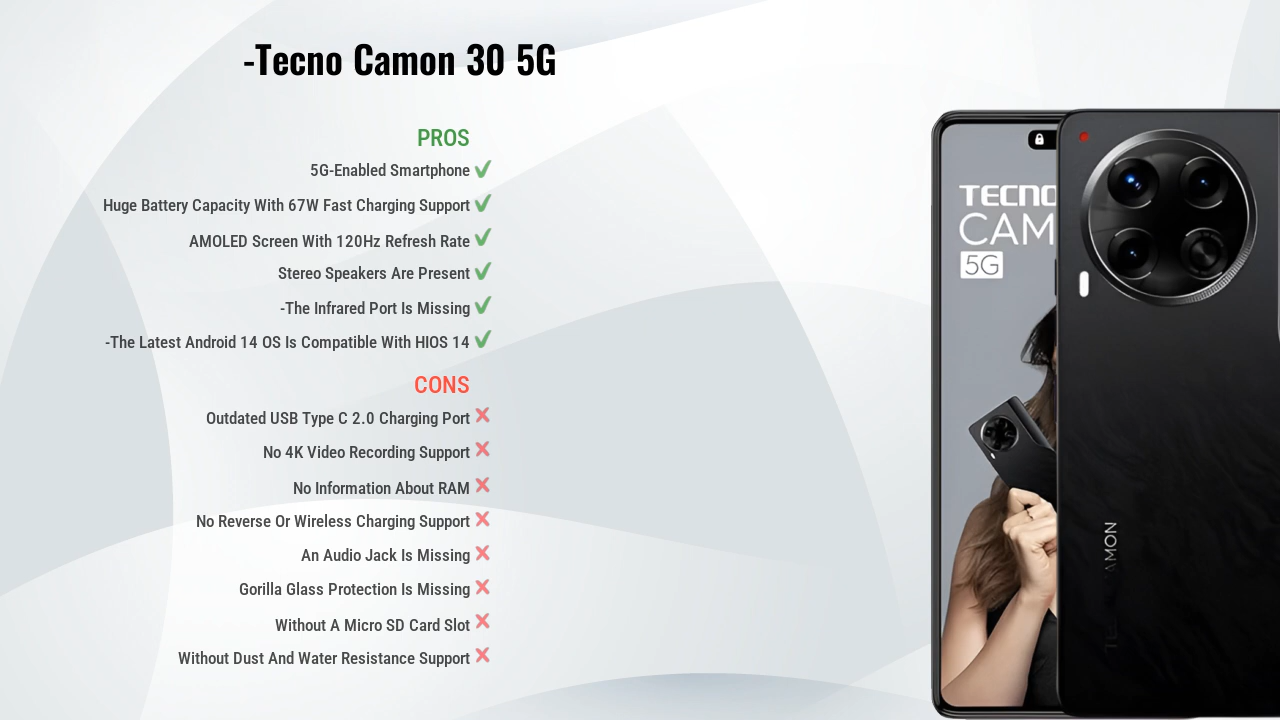 -Tecno Camon 30 5G
PROS
5G-Enabled Smartphone
Huge Battery Capacity With 67W Fast Charging Support
AMOLED Screen With 120Hz Refresh Rate
Stereo Speakers Are Present
-The Infrared Port Is Missing
-The Latest Android 14 OS Is Compatible With HIOS 14
CONS
Outdated USB Type C 2.0 Charging Port
No 4K Video Recording Support
No Information About RAM
No Reverse Or Wireless Charging Support
An Audio Jack Is Missing
Gorilla Glass Protection Is Missing
Without A Micro SD Card Slot
Without Dust And Water Resistance Support
TECNO
CAM
5G
AMON